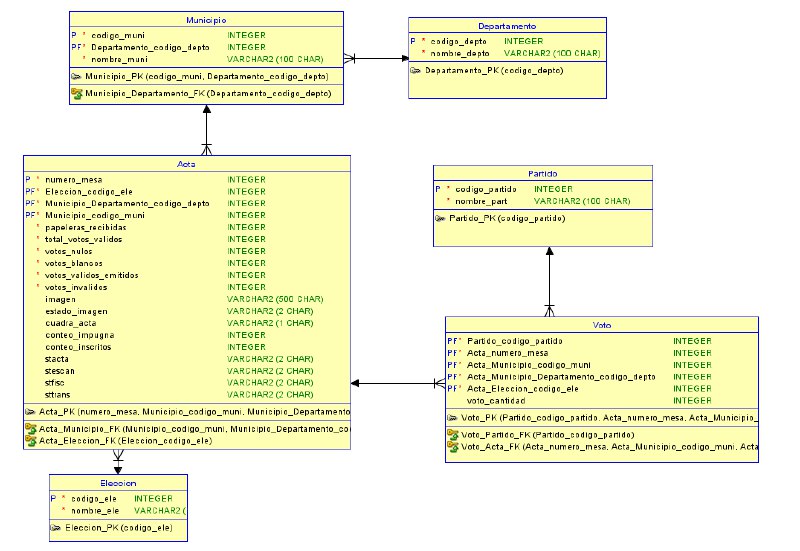 Municipio
P * codigo_muni INTEGER
PF* Departamento_codigo_depto INTEGER
* nombre_muni VARCHAR2 (100 CHAR)
Municipio_PK (codigo_muni, Departamento_codigo_depto)
Municipio_Departamento_FK (Departamento_codigo_depto)
Departamento
P * codigo_depto INTEGER
* nombre_depto VARCHAR2 (100 CHAR)
Departamento_PK (codigo_depto)
Acta
P * numero_mesa INTEGER
PF* Eleccion_codigo_ele INTEGER
PF* Municipio_Departamento_codigo_depto INTEGER
PF* Municipio_codigo_muni INTEGER
* papeleras_recibidas INTEGER
* total_votos_validos INTEGER
* votos_nulos INTEGER
* votos_blancos INTEGER
* votos_validos_emitidos INTEGER
* votos_invalidos INTEGER
imagen VARCHAR2 (500 CHAR)
estado_imagen VARCHAR2 (2 CHAR)
cuadra_acta VARCHAR2 (1 CHAR)
conteo_impugna INTEGER
conteo_inscritos INTEGER
stacta VARCHAR2 (2 CHAR)
stescan VARCHAR2 (2 CHAR)
stfisc VARCHAR2 (2 CHAR)
sttrans VARCHAR2 (2 CHAR)
Acta_PK (numero_mesa, Municipio_codigo_muni, Municipio_Departamento
Acta_Municipio_FK (Municipio_codigo_muni, Municipio_Departamento_co
Acta_Eleccion_FK (Eleccion_codigo_ele)
Partido
P * codigo_partido INTEGER
* nombre_part VARCHAR2 (100 CHAR)
Partido_PK (codigo_partido)
Voto
PF* Partido_codigo_partido INTEGER
PF* Acta_numero_mesa INTEGER
PF* Acta_Municipio_codigo_muni INTEGER
PF* Acta_Municipio_Departamento_codigo_depto INTEGER
PF* Acta_Eleccion_codigo_ele INTEGER
voto_cantidad INTEGER
Voto_PK (Partido_codigo_partido, Acta_numero_mesa, Acta_Municipio_
Voto_Partido_FK (Partido_codigo_partido)
Voto_Acta_FK (Acta_numero_mesa, Acta_Municipio_codigo_muni, Acta
Eleccion
P * codigo_ele INTEGER
* nombre_ele VARCHAR2 (
Eleccion_PK (codigo_ele)